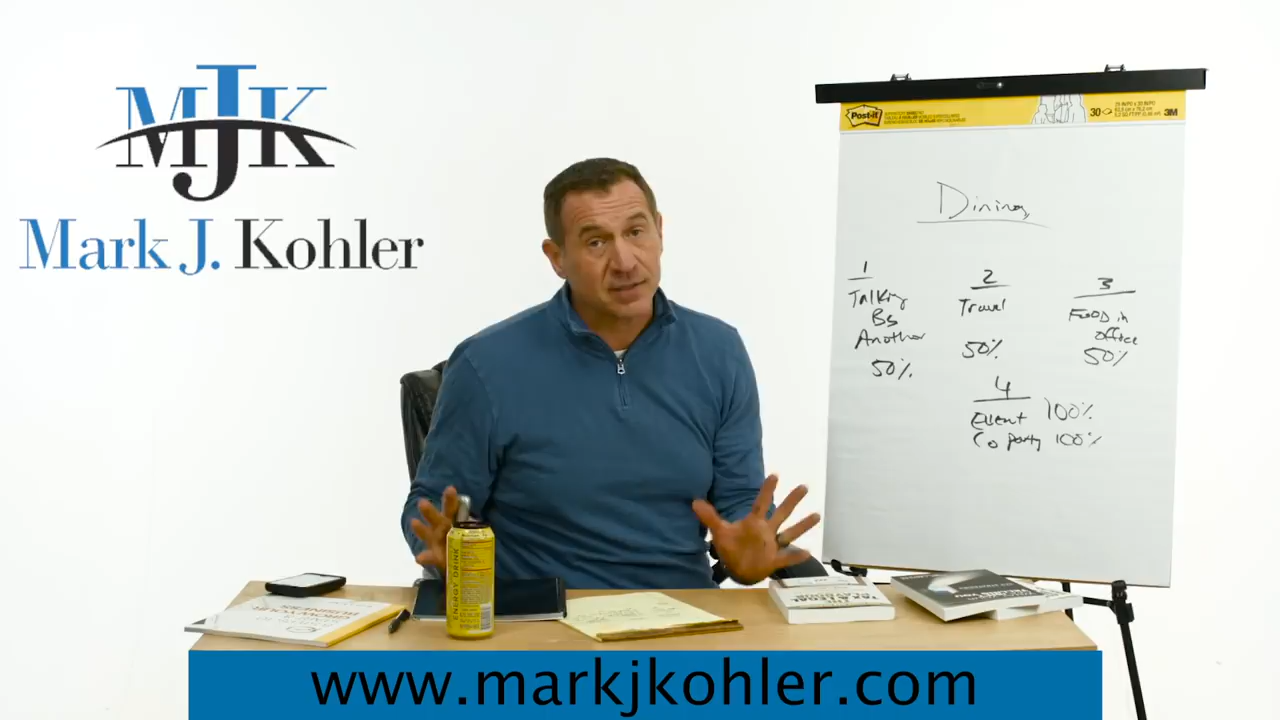 MJK
Mark J. Kohler
Post-it
30
3M
Dining
1
Talking
Bs
Another
50%
2
Travel
50%
3
Food in
office
50%
4
Event 100%
Co party 100%
ENERGY DRINK
BUSINESS
www.markjkohler.com